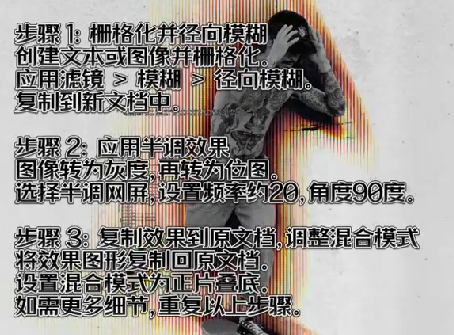 步骤 1: 栅格化并径向模糊
创建文本或图像并栅格化。
应用滤镜 > 模糊 > 径向模糊。
复制到新文档中。
步骤 2: 应用半调效果
图像转为灰度,再转为位图。
选择半调网屏,设置频率约20,角度90度。
步骤 3: 复制效果到原文档,调整混合模式
将效果图形复制回原文档。
设置混合模式为正片叠底。
如需更多细节,重复以上步骤。